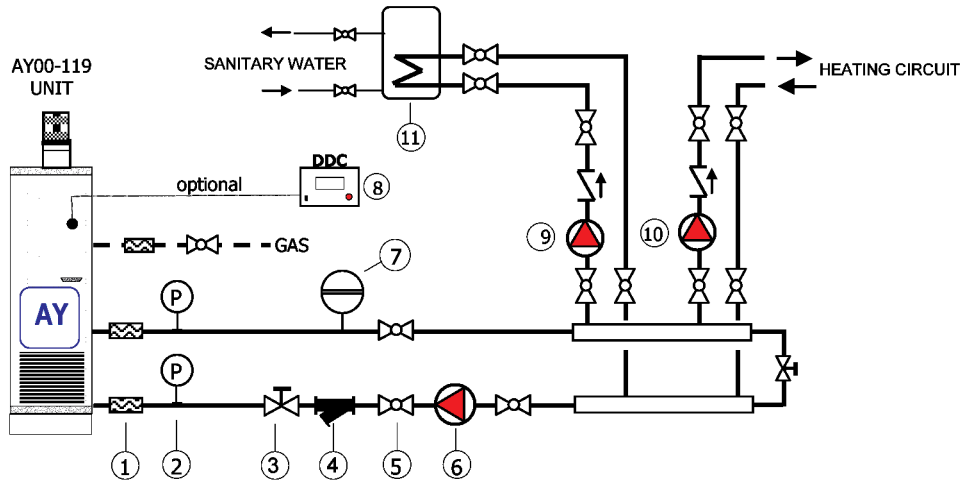 SANITARY WATER
HEATING CIRCUIT
AY00-119
UNIT
11
DDC
optional
8
GAS
9
10
7
P
AY
P
1
2
3
4
5
6